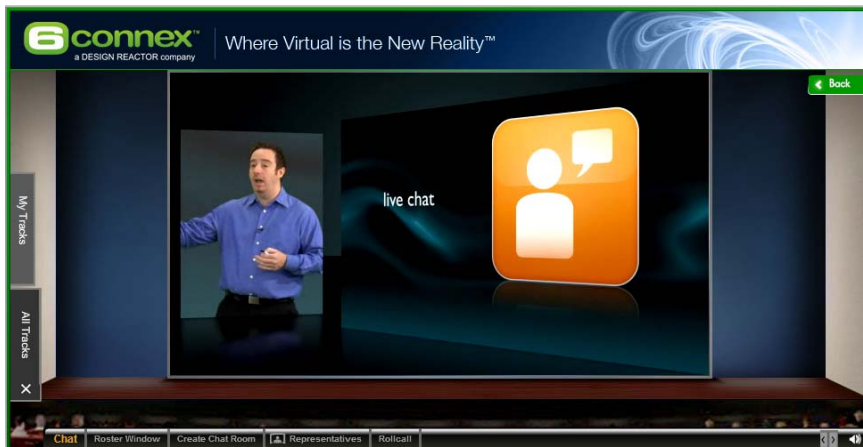 6connex™
a DESIGN REACTOR company
Where Virtual is the New Reality™
Back
live chat
My Tracks
All Tracks
X
Chat
Roster Window
Create Chat Room
Representatives
Rollcall